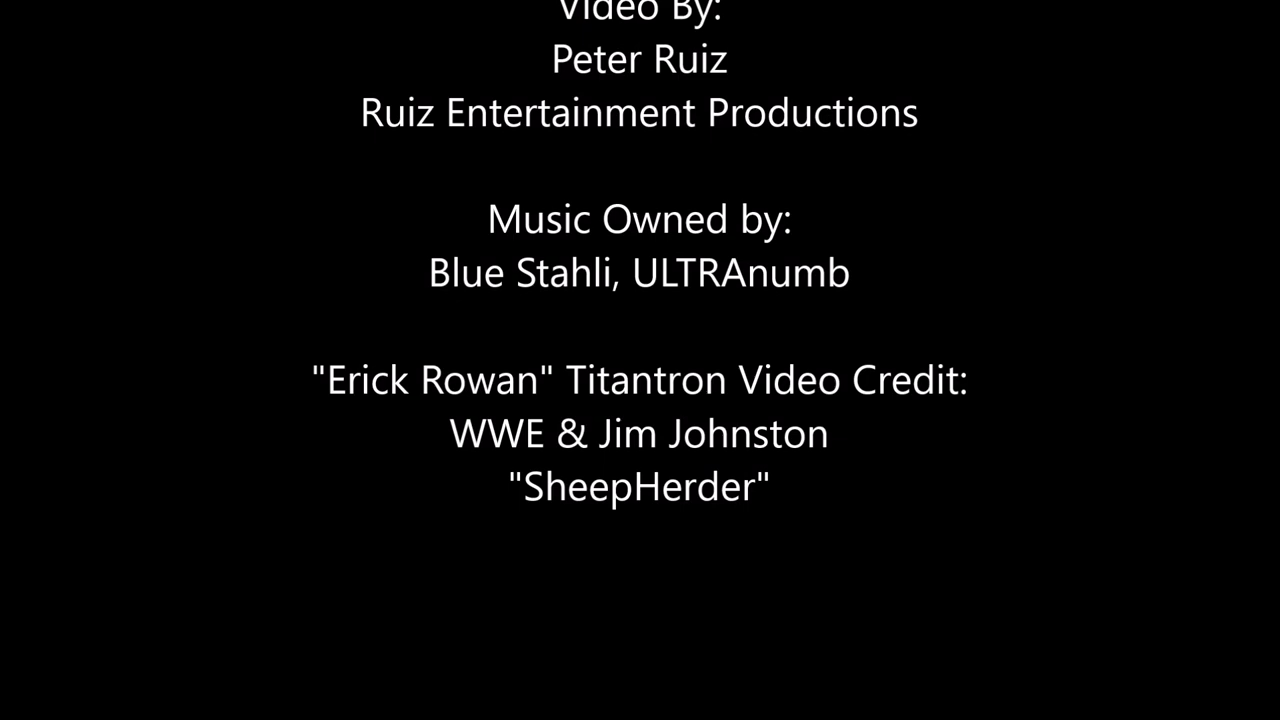 Video By:
Peter Ruiz
Ruiz Entertainment Productions
Music Owned by:
Blue Stahli, ULTRAnumb
"Erick Rowan" Titantron Video Credit:
WWE & Jim Johnston
"SheepHerder"